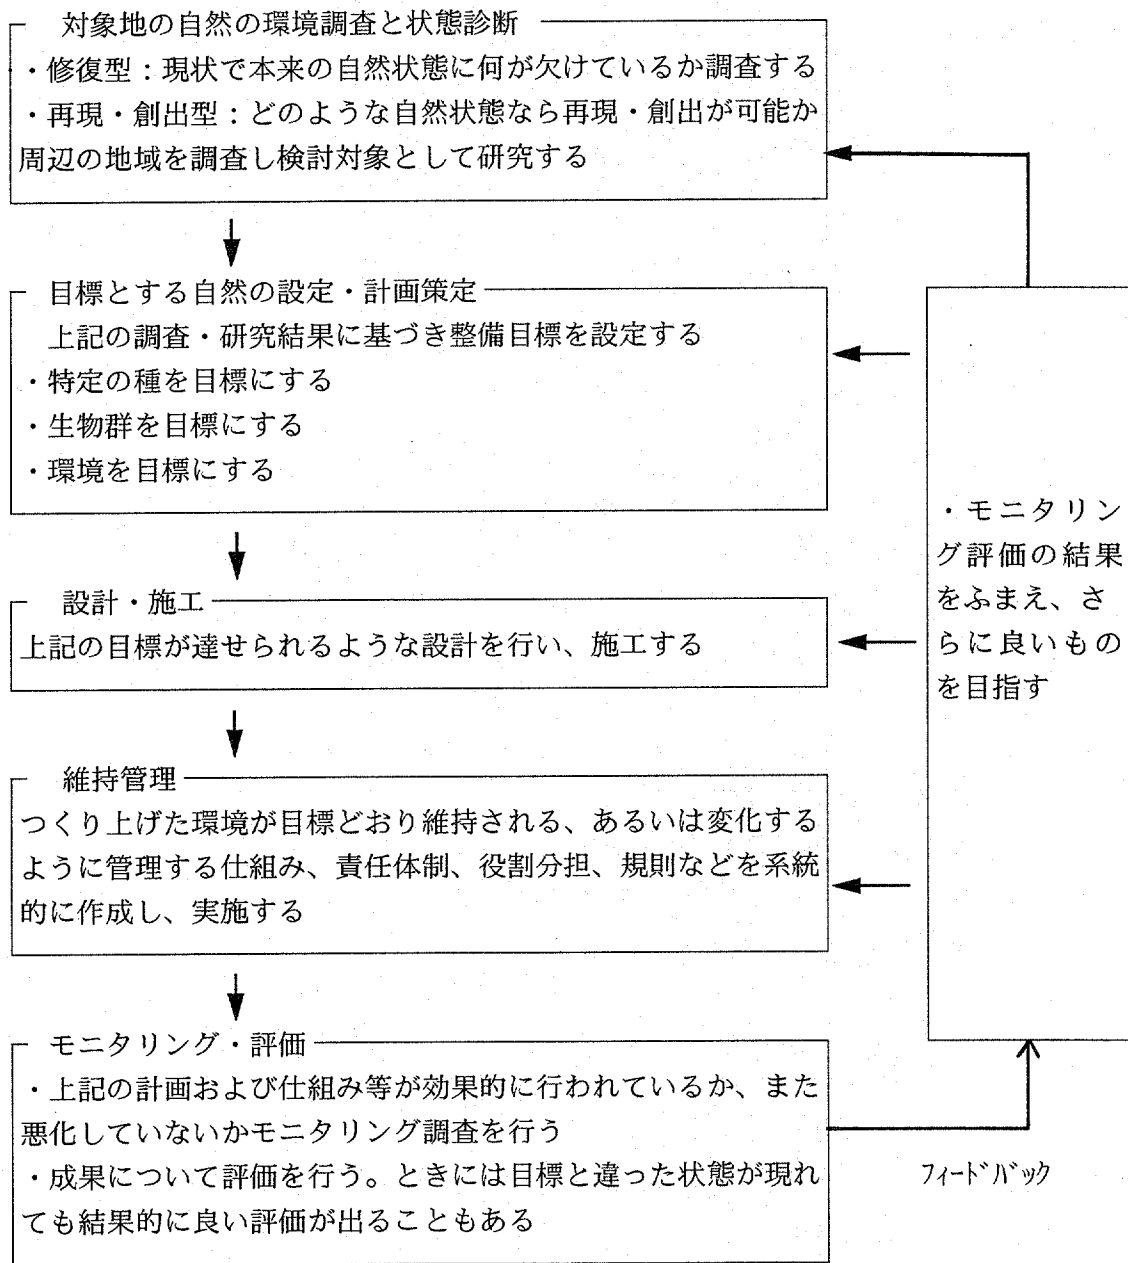 対象地の自然の環境調査と状態診断
・修復型：現状で本来の自然状態に何が欠けているか調査する
・再現・創出型：どのような自然状態なら再現・創出が可能か
周辺の地域を調査し検討対象として研究する
目標とする自然の設定・計画策定
上記の調査・研究結果に基づき整備目標を設定する
・特定の種を目標にする
・生物群を目標にする
・環境を目標にする
設計・施工
上記の目標が達せられるような設計を行い、施工する
維持管理
つくり上げた環境が目標どおり維持される、あるいは変化する
ように管理する仕組み、責任体制、役割分担、規則などを系統
的に作成し、実施する
モニタリング・評価
・上記の計画および仕組み等が効果的に行われているか、また
悪化していないかモニタリング調査を行う
・成果について評価を行う。ときには目標と違った状態が現れ
ても結果的に良い評価が出ることもある
・モニタリン
グ評価の結果
をふまえ、さ
らに良いもの
を目指す
フィードバック